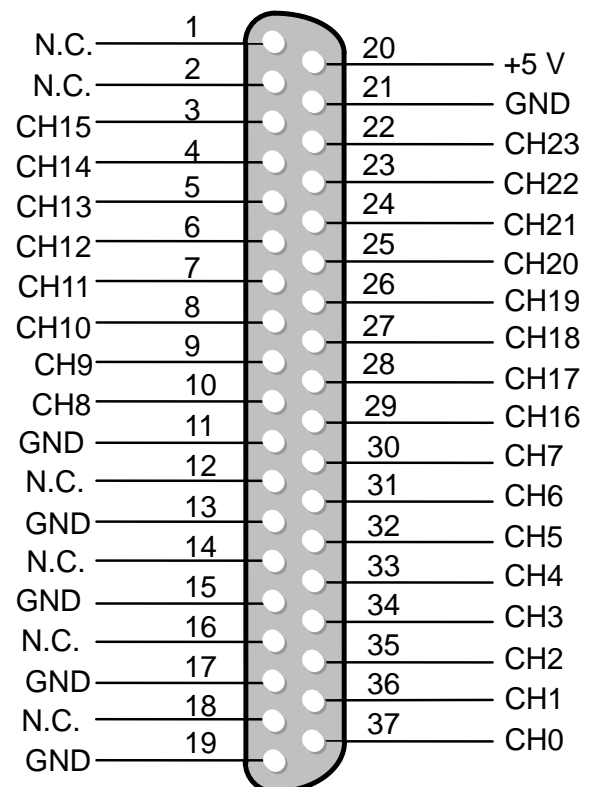 N.C. 1
N.C. 2
CH15 3
CH14 4
CH13 5
CH12 6
CH11 7
CH10 8
CH9 9
CH8 10
GND 11
N.C. 12
GND 13
N.C. 14
GND 15
N.C. 16
GND 17
N.C. 18
GND 19
20 +5 V
21 GND
22 CH23
23 CH22
24 CH21
25 CH20
26 CH19
27 CH18
28 CH17
29 CH16
30 CH7
31 CH6
32 CH5
33 CH4
34 CH3
35 CH2
36 CH1
37 CH0